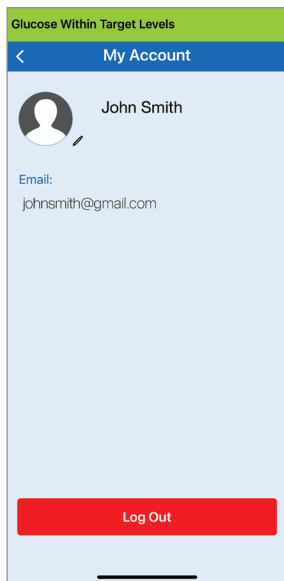 Glucose Within Target Levels
My Account
John Smith
Email:
johnsmith@gmail.com
Log Out